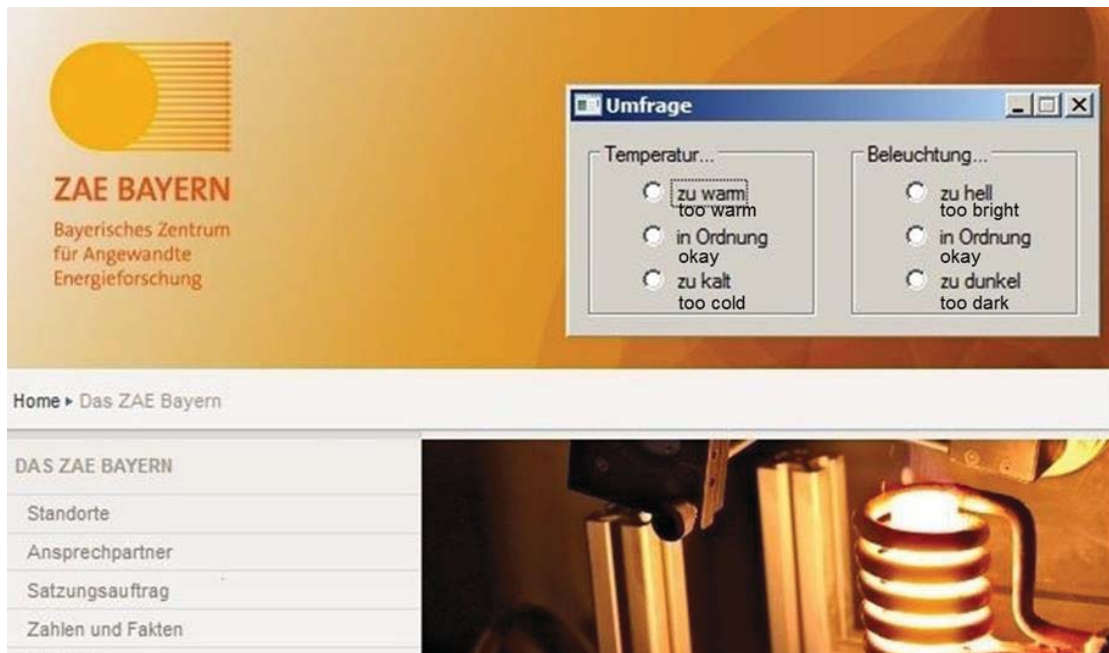 ZAE BAYERN
Bayerisches Zentrum
für Angewandte
Energieforschung
Umfrage
Temperatur...
zu warm
too warm
in Ordnung
okay
zu kalt
too cold
Beleuchtung...
zu hell
too bright
in Ordnung
okay
zu dunkel
too dark
Home ▸ Das ZAE Bayern
DAS ZAE BAYERN
Standorte
Ansprechpartner
Satzungsauftrag
Zahlen und Fakten